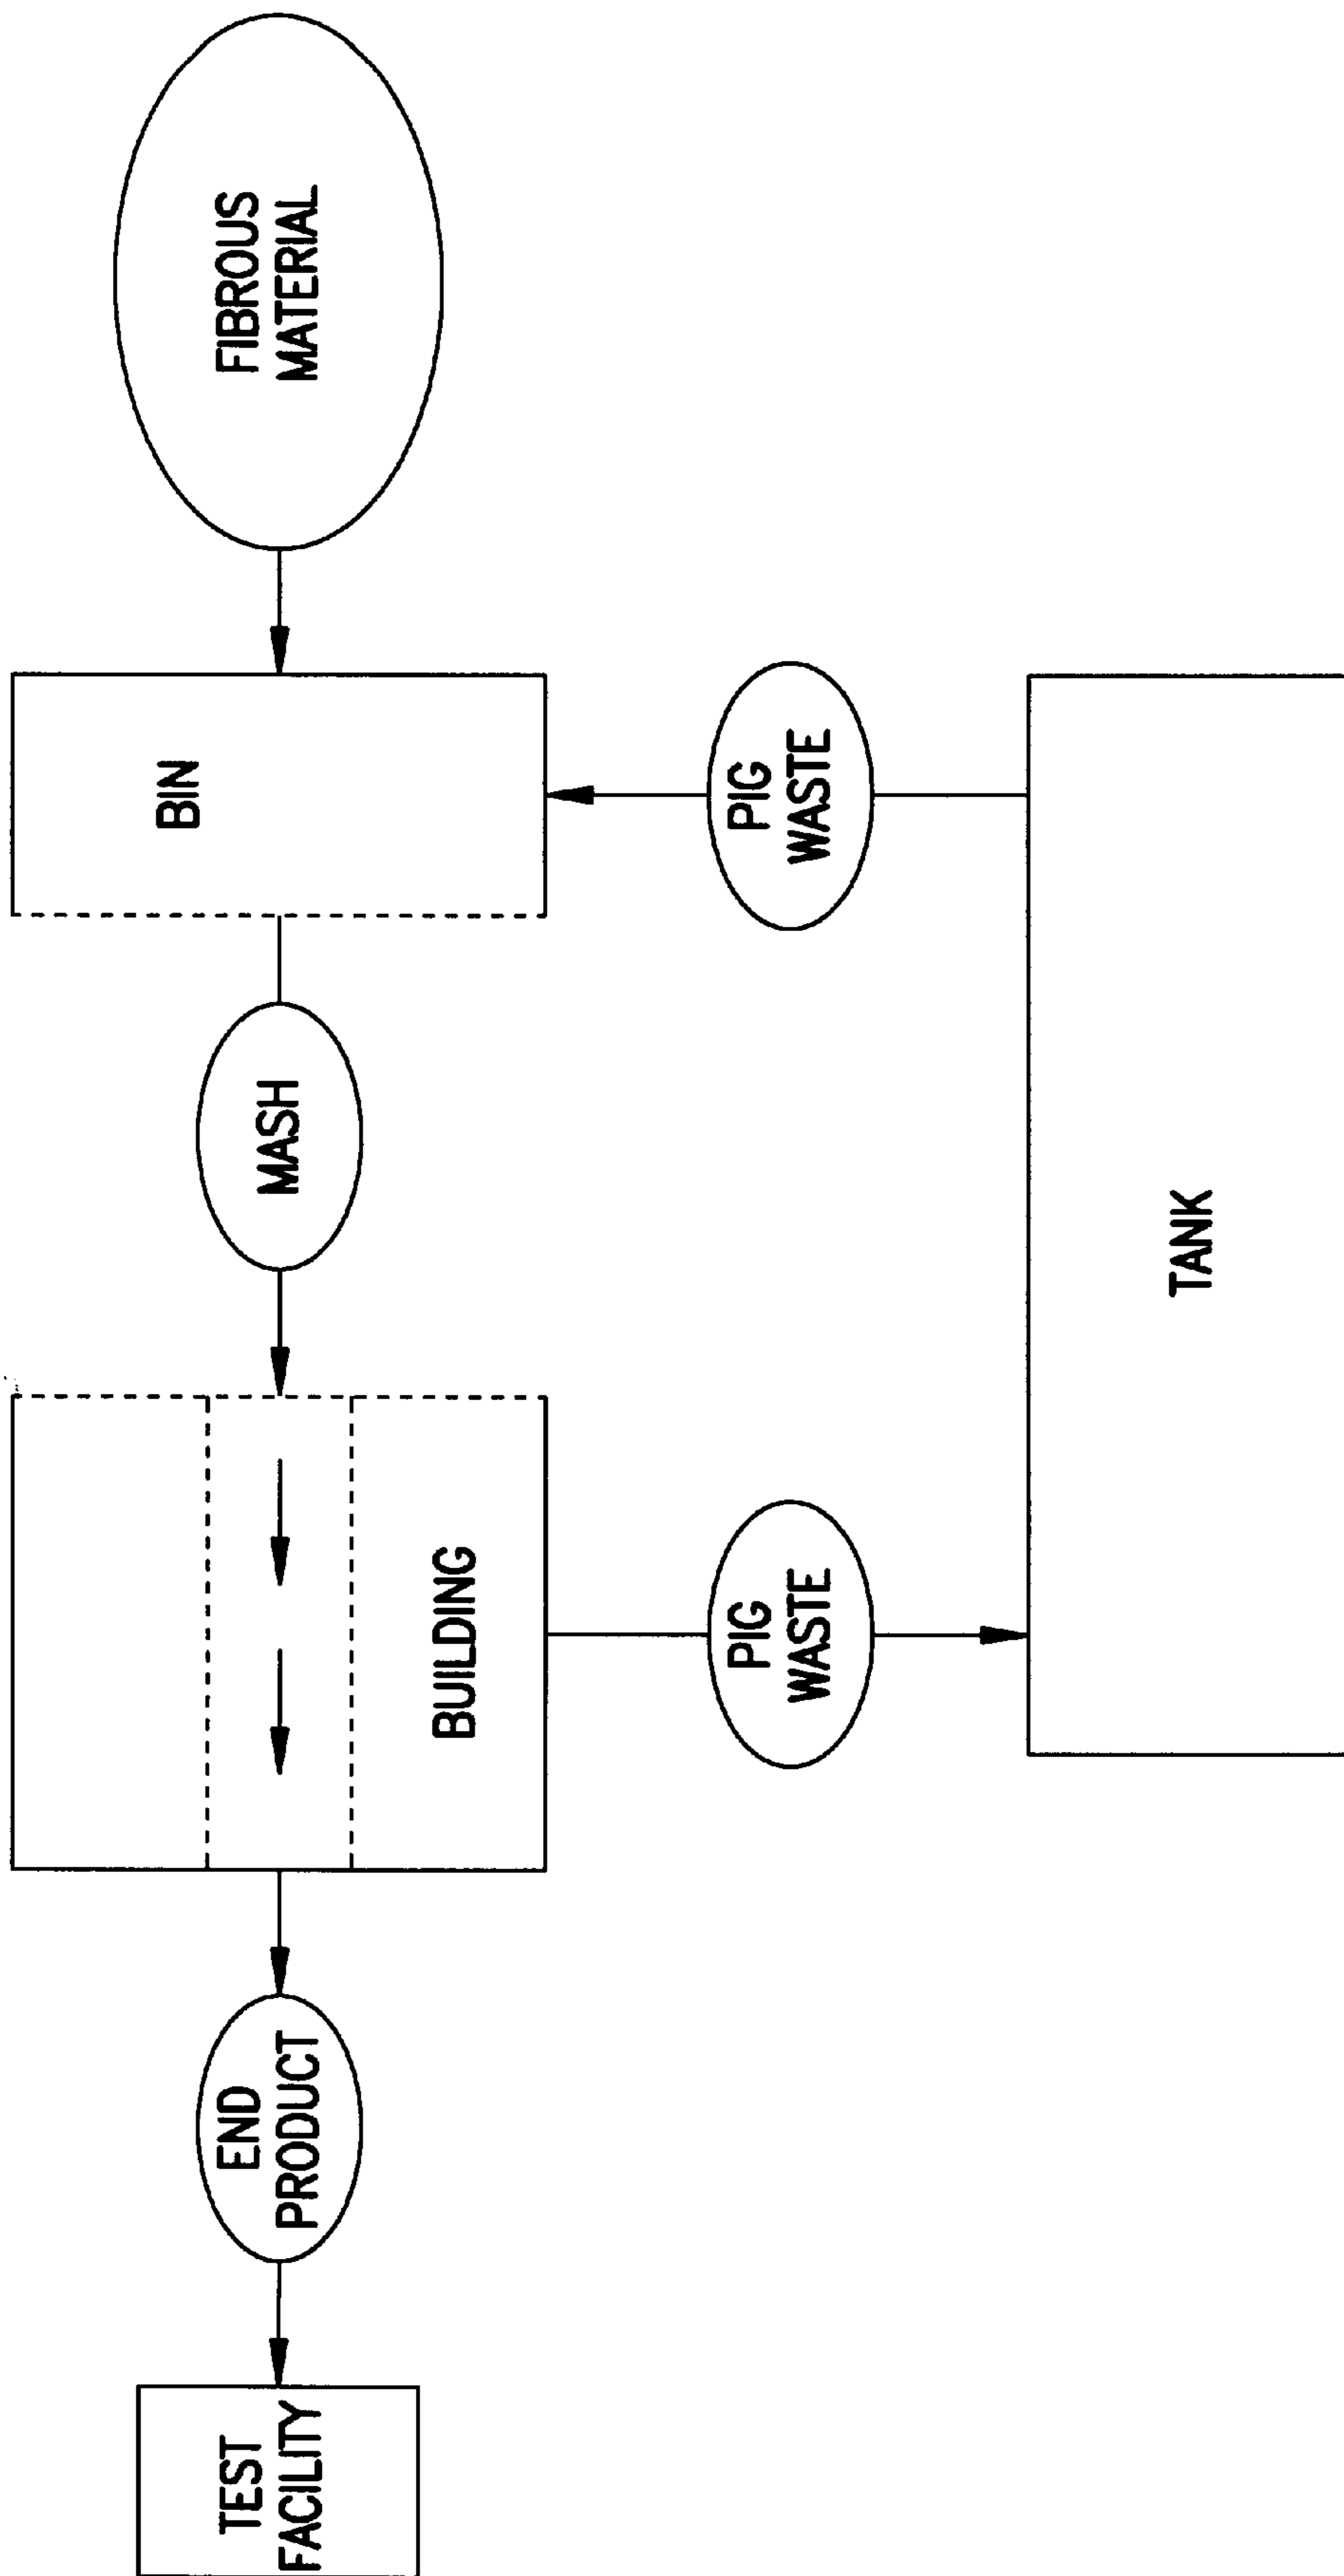 TEST
FACILITY
END
PRODUCT
BUILDING
MASH
BIN
FIBROUS
MATERIAL
PIG
WASTE
PIG
WASTE
TANK